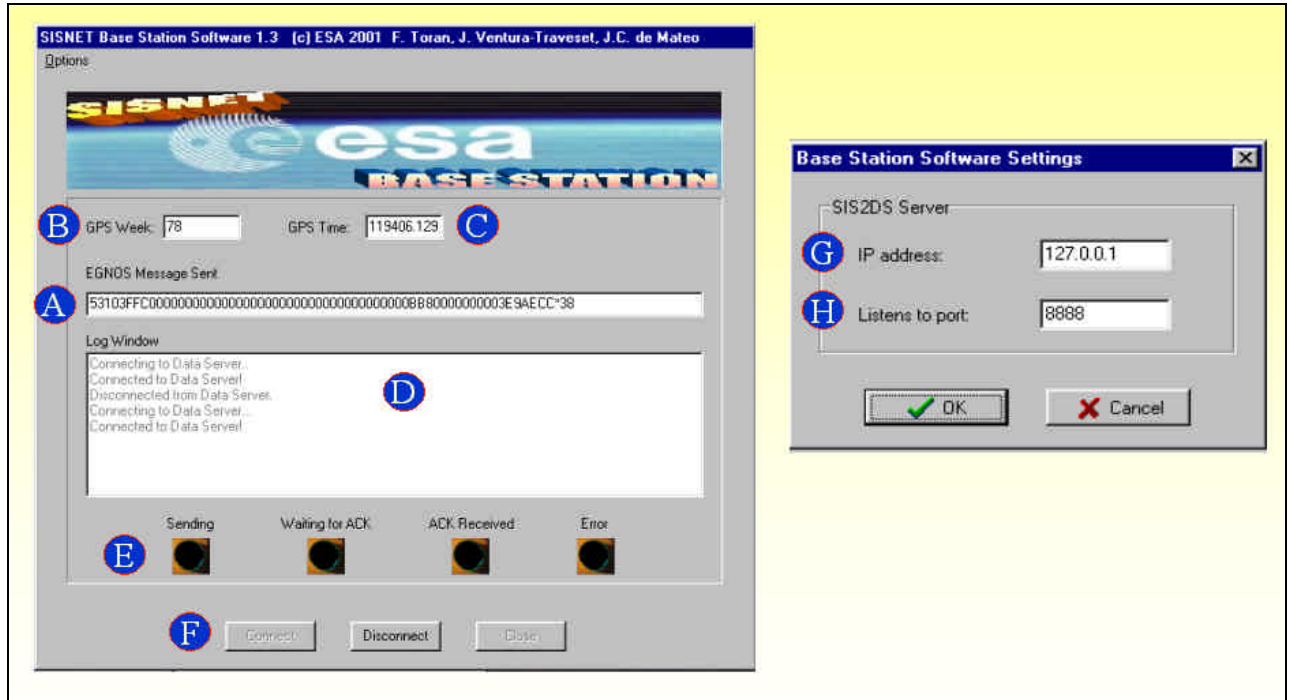 SISNET Base Station Software 1.3 (c) ESA 2001 F. Toran, J. Ventura-Traveset, J.C. de Mateo
Options
SISNET
esa
BASE STATION
B GPS Week: 78 GPS Time: 119406.129 C
EGNOS Message Sent
A
Log Window
Connecting to Data Server...
Connected to Data Server!
Disconnected from Data Server.
Connecting to Data Server...
Connected to Data Server!
D
Sending Waiting for ACK ACK Received Error
E
F Connect Disconnect Close
Base Station Software Settings
SIS2DS Server
G IP address: 127.0.0.1
H Listens to port: 8888
OK Cancel